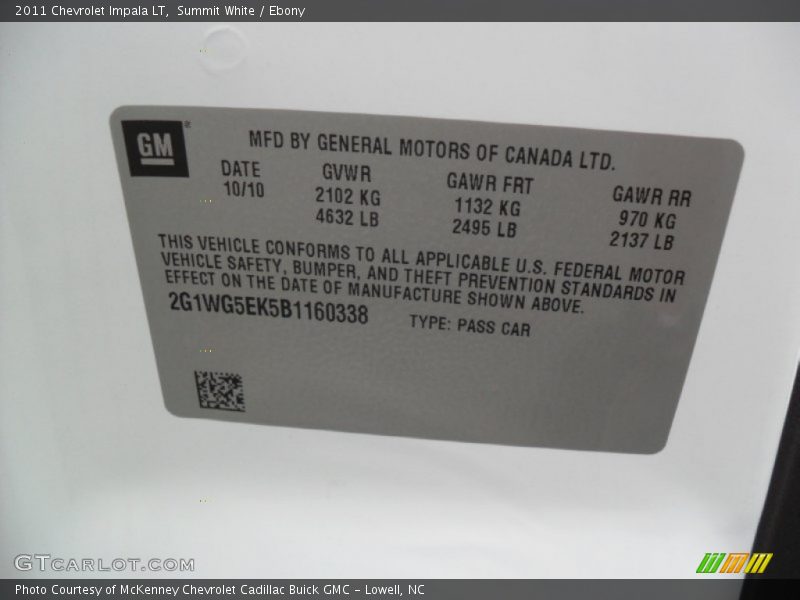 2011 Chevrolet Impala LT,  Summit White / Ebony
GM
MFD BY GENERAL MOTORS OF CANADA LTD.
DATE GVWR GAWR FRT GAWR RR
10/10 2102 KG 1132 KG 970 KG
4632 LB 2495 LB 2137 LB
THIS VEHICLE CONFORMS TO ALL APPLICABLE U.S. FEDERAL MOTOR
VEHICLE SAFETY, BUMPER, AND THEFT PREVENTION STANDARDS IN
EFFECT ON THE DATE OF MANUFACTURE SHOWN ABOVE.
2G1WG5EK5B1160338 TYPE: PASS CAR
GTCARLOT.COM
Photo Courtesy of McKenney Chevrolet Cadillac Buick GMC - Lowell, NC